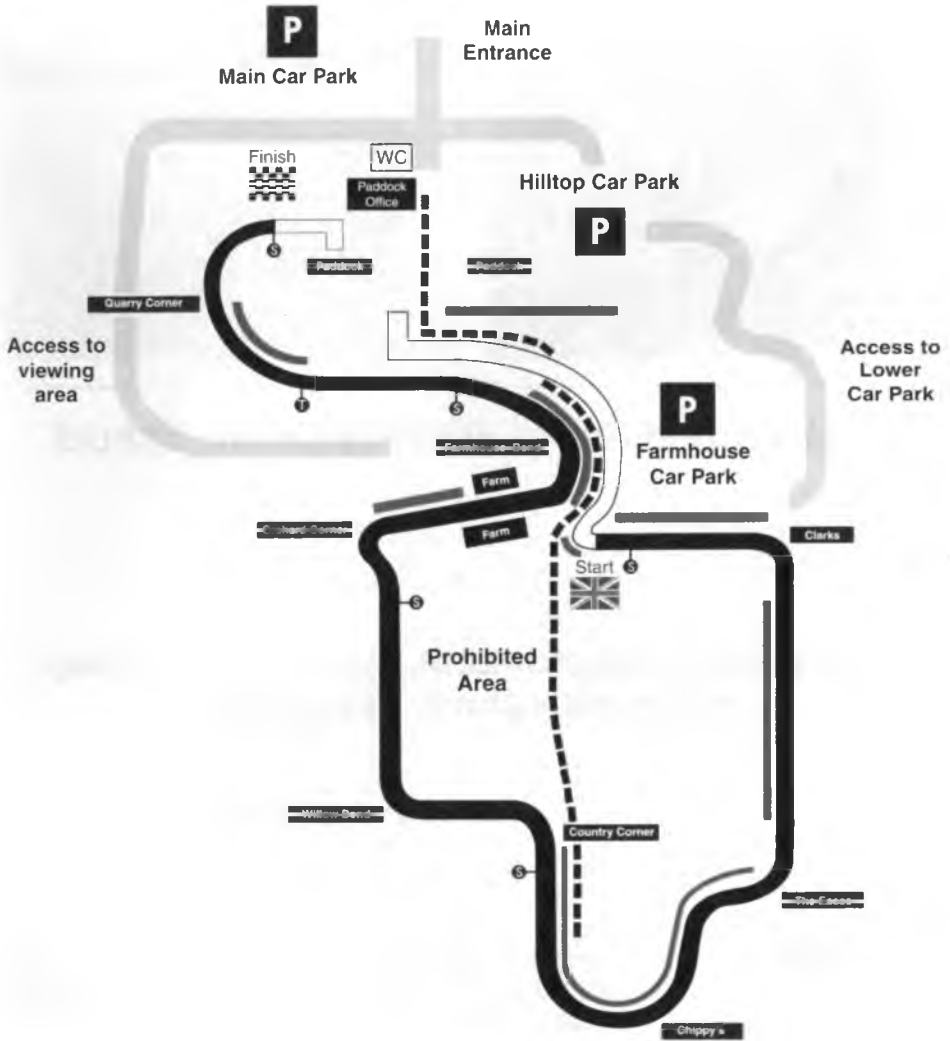 P
Main Car Park
Main
Entrance
Finish
WC
Paddock
Office
Hilltop Car Park
P
S
Paddock
Paddock
Quarry Corner
Access to
viewing
area
Access to
Lower
Car Park
T
S
P
Farmhouse
Car Park
Farmhouse Bend
Farm
Orchard Corner
Farm
Clarks
Start
S
S
Prohibited
Area
Willow Bend
Country Corner
S
The Esses
Chippy's